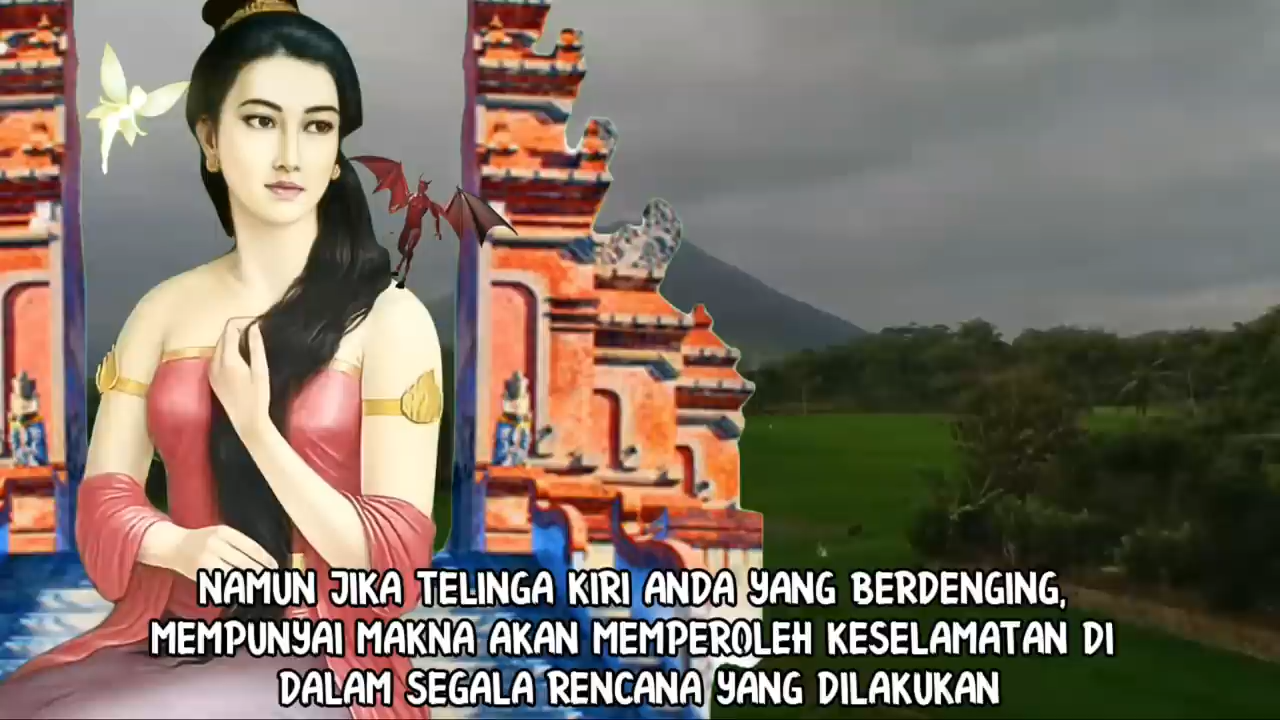 NAMUN JIKA TELINGA KIRI ANDA YANG BERDENGING,
MEMPUNYAI MAKNA AKAN MEMPEROLEH KESELAMATAN DI
DALAM SEGALA RENCANA YANG DILAKUKAN